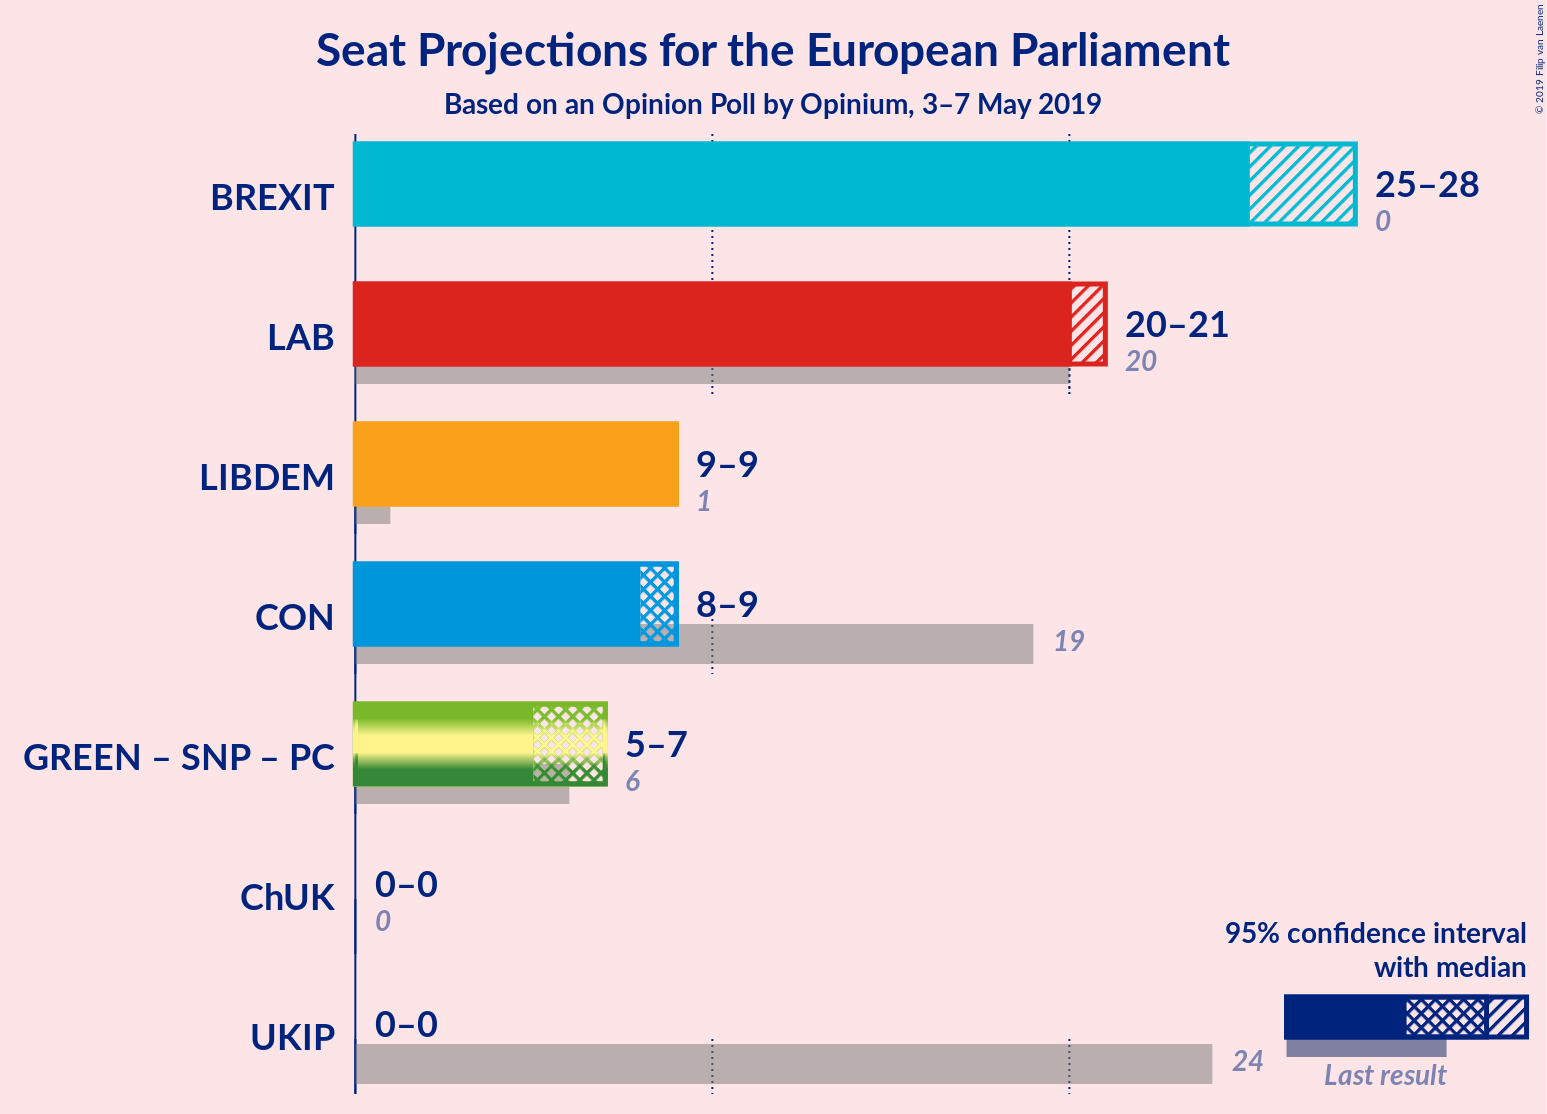 Seat Projections for the European Parliament
Based on an Opinion Poll by Opinium, 3–7 May 2019
© 2019 Filip van Laenen
BREXIT
25–28
0
LAB
20–21
20
LIBDEM
9–9
1
CON
8–9
19
GREEN – SNP – PC
5–7
6
ChUK
0–0
0
UKIP
0–0
24
95% confidence interval
with median
Last result